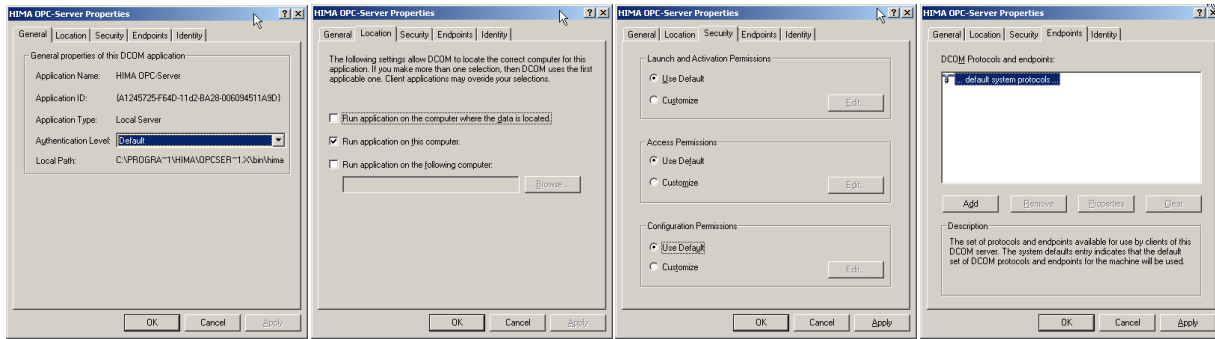 HIMA OPC-Server Properties
General Location Security Endpoints Identity
General properties of this DCOM application
Application Name: HIMA OPC-Server
Application ID: {A1245725-F64D-11d2-BA28-006094511A9D}
Application Type: Local Server
Authentication Level: Default
Local Path: C:\PROGRA~1\HIMA\OPCSER~1.X\bin\hima
OK Cancel Apply
HIMA OPC-Server Properties
General Location Security Endpoints Identity
The following settings allow DCOM to locate the correct computer for this
application. If you make more than one selection, then DCOM uses the first
applicable one. Client applications may overide your selections.
Run application on the computer where the data is located.
Run application on this computer.
Run application on the following computer:
Browse...
OK Cancel Apply
HIMA OPC-Server Properties
General Location Security Endpoints Identity
Launch and Activation Permissions
Use Default
Customize Edit...
Access Permissions
Use Default
Customize Edit...
Configuration Permissions
Use Default
Customize Edit...
OK Cancel Apply
HIMA OPC-Server Properties
General Location Security Endpoints Identity
DCOM Protocols and endpoints:
... default system protocols ...
Add Remove Properties Clear
Description
The set of protocols and endpoints available for use by clients of this
DCOM server. The system defaults entry indicates that the default
set of DCOM protocols and endpoints for the machine will be used.
OK Cancel Apply